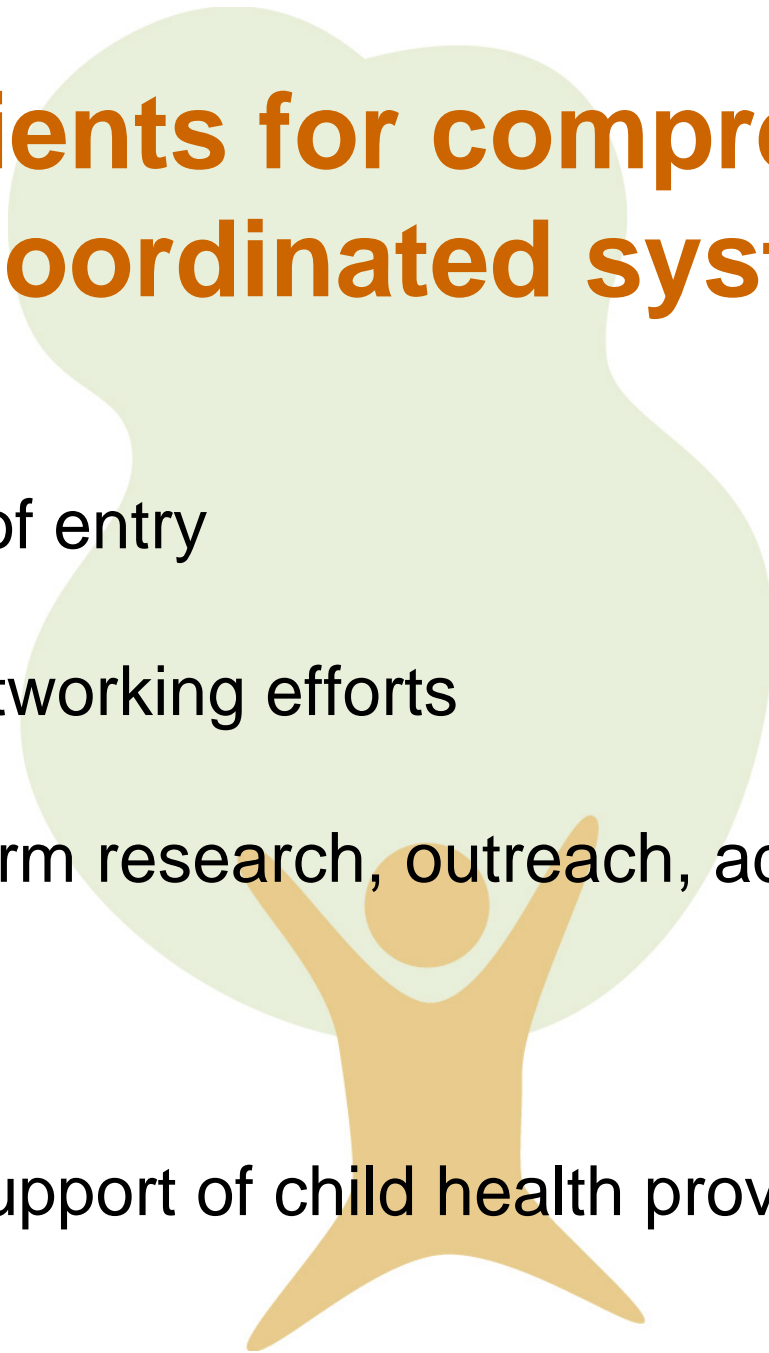 ients for compre
oordinated syst
of entry
tworking efforts
rm research, outreach, ac
upport of child health prov